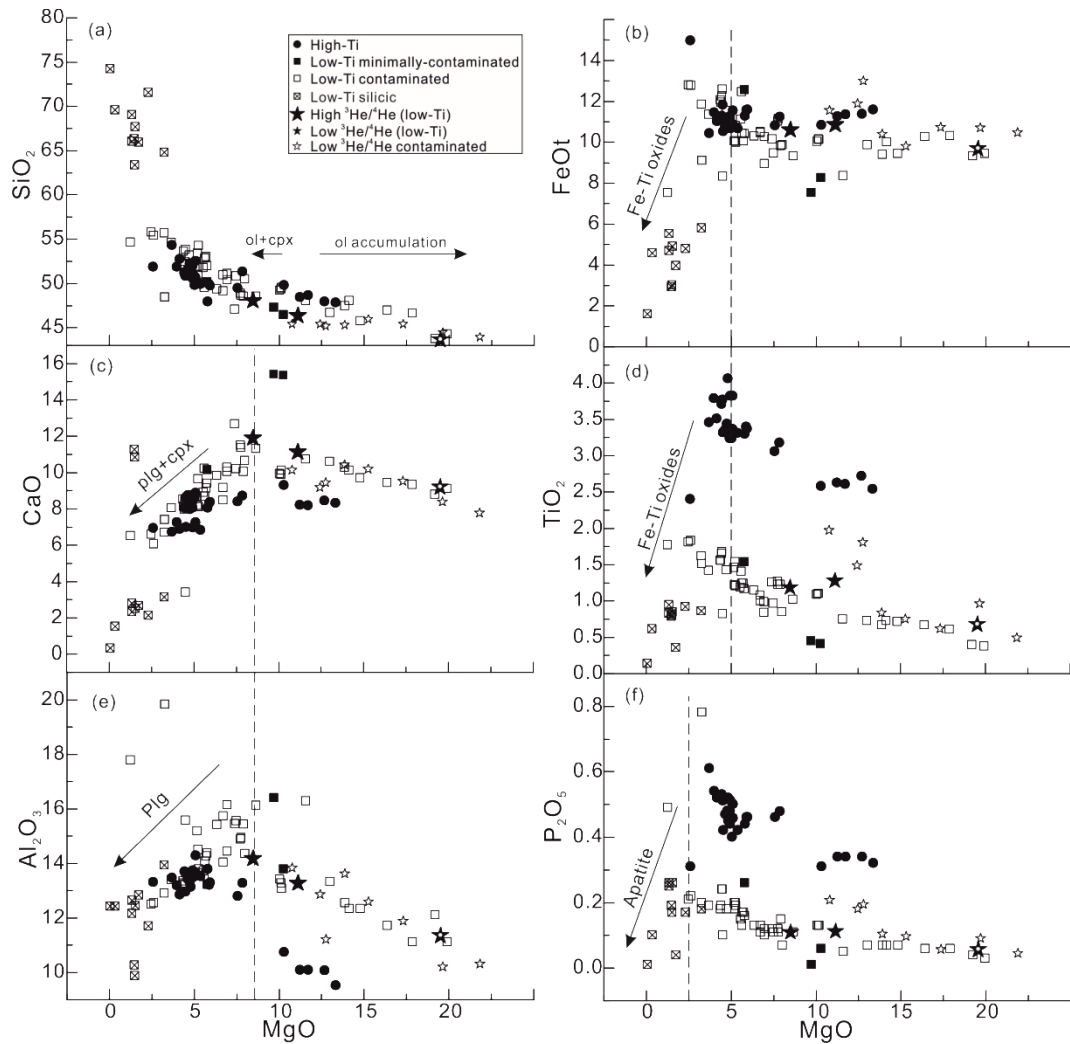 (a)
80
75
70
65
60
55
50
45
SiO₂
High-Ti
Low-Ti minimally-contaminated
Low-Ti contaminated
Low-Ti silicic
High ³He/⁴He (low-Ti)
Low ³He/⁴He (low-Ti)
Low ³He/⁴He contaminated
ol+cpx
ol accumulation
(b)
14
12
10
8
6
4
2
0
FeOt
Fe-Ti oxides
(c)
16
14
12
10
8
6
4
2
0
CaO
plg+cpx
(d)
4.0
3.5
3.0
2.5
2.0
1.5
1.0
0.5
0.0
TiO₂
Fe-Ti oxides
(e)
20
18
16
14
12
10
Al₂O₃
Plg
0 5 10 15 20
MgO
(f)
0.8
0.6
0.4
0.2
0.0
P₂O₅
Apatite
0 5 10 15 20
MgO